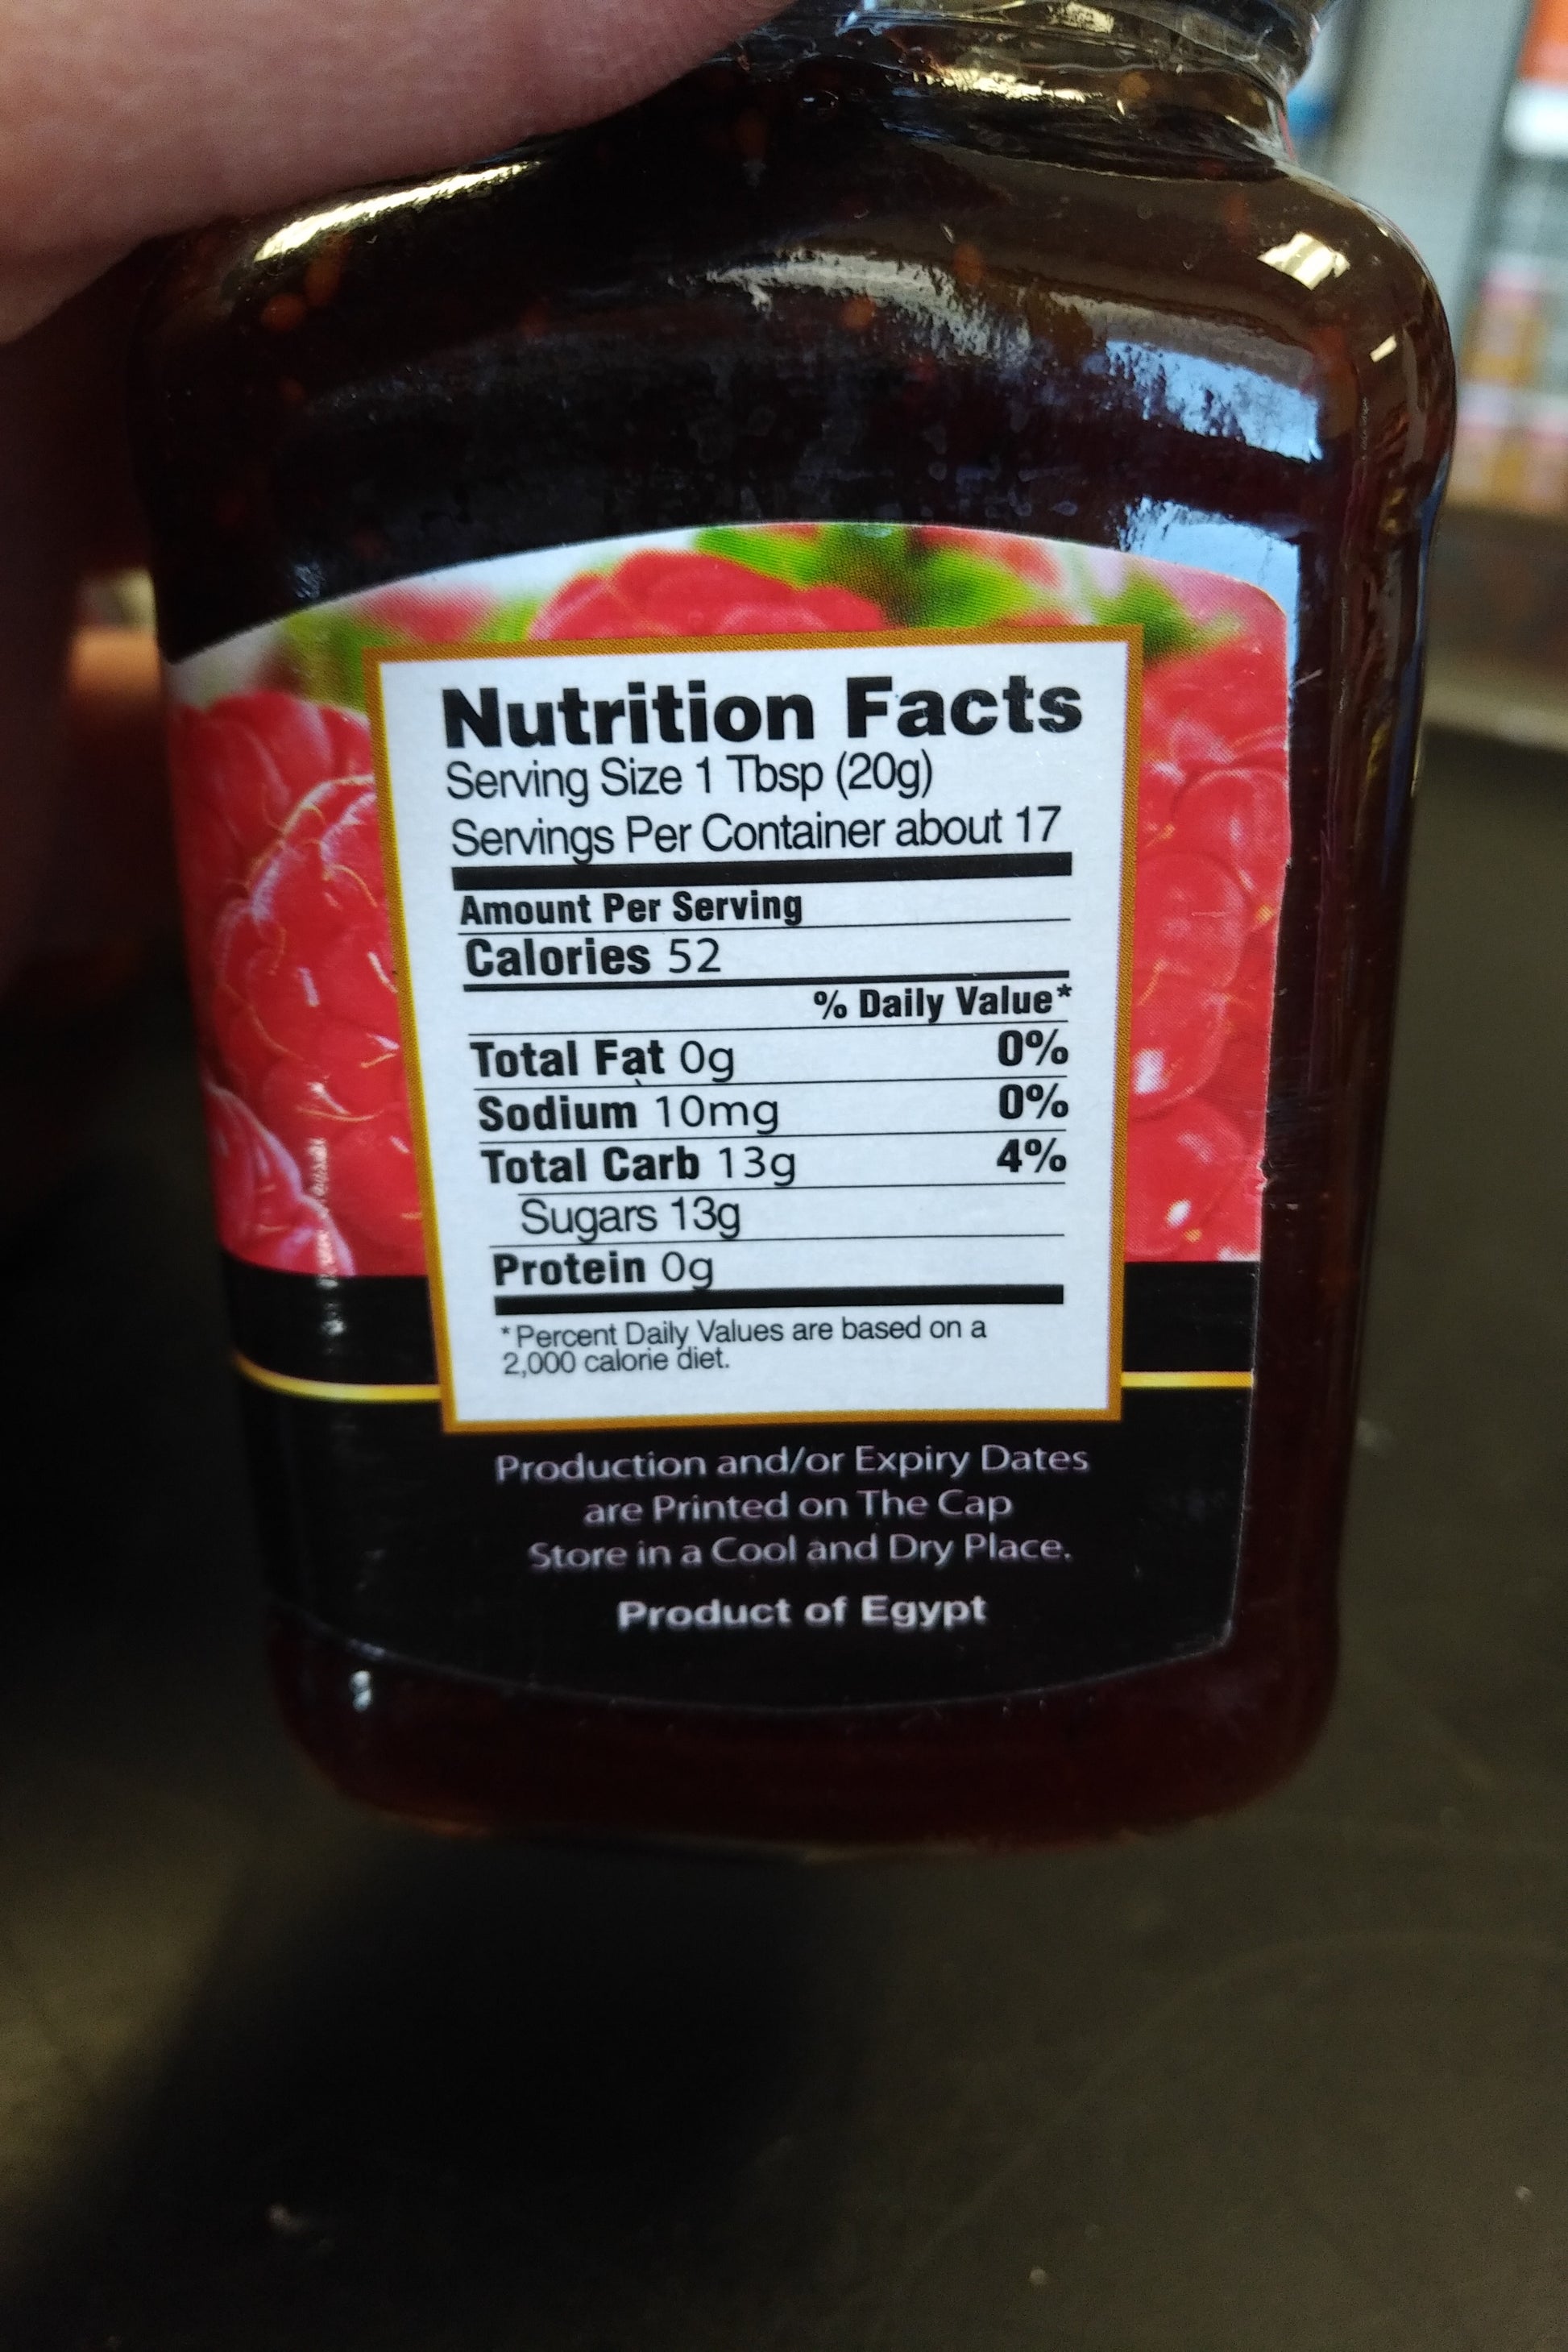 Nutrition Facts
Serving Size 1 Tbsp (20g)
Servings Per Container about 17
Amount Per Serving
Calories 52
% Daily Value*
Total Fat 0g 0%
Sodium 10mg 0%
Total Carb 13g 4%
Sugars 13g
Protein 0g
*Percent Daily Values are based on a
2,000 calorie diet.
Production and/or Expiry Dates
are Printed on The Cap
Store in a Cool and Dry Place.
Product of Egypt